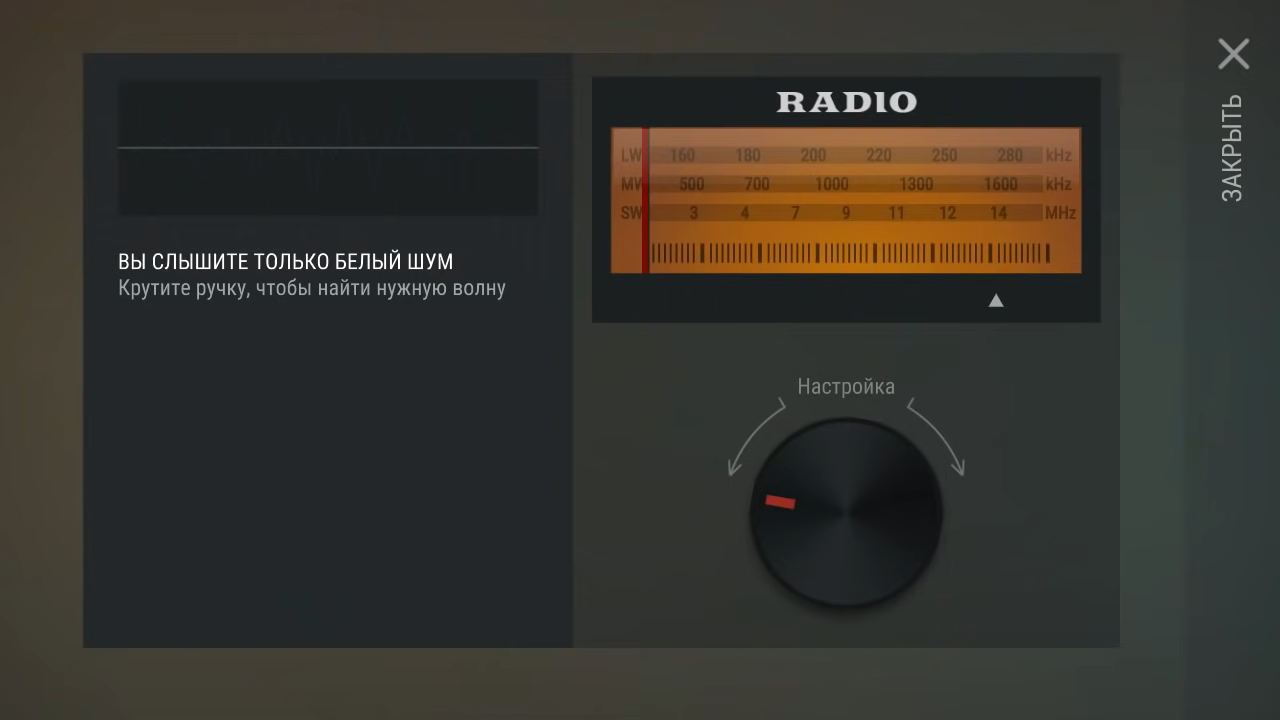 RADIO
LW 160 180 200 220 250 280 kHz
MW 500 700 1000 1300 1600 kHz
SW 3 4 7 9 11 12 14 MHz
ВЫ СЛЫШИТЕ ТОЛЬКО БЕЛЫЙ ШУМ
Крутите ручку, чтобы найти нужную волну
Настройка
ЗАКРЫТЬ